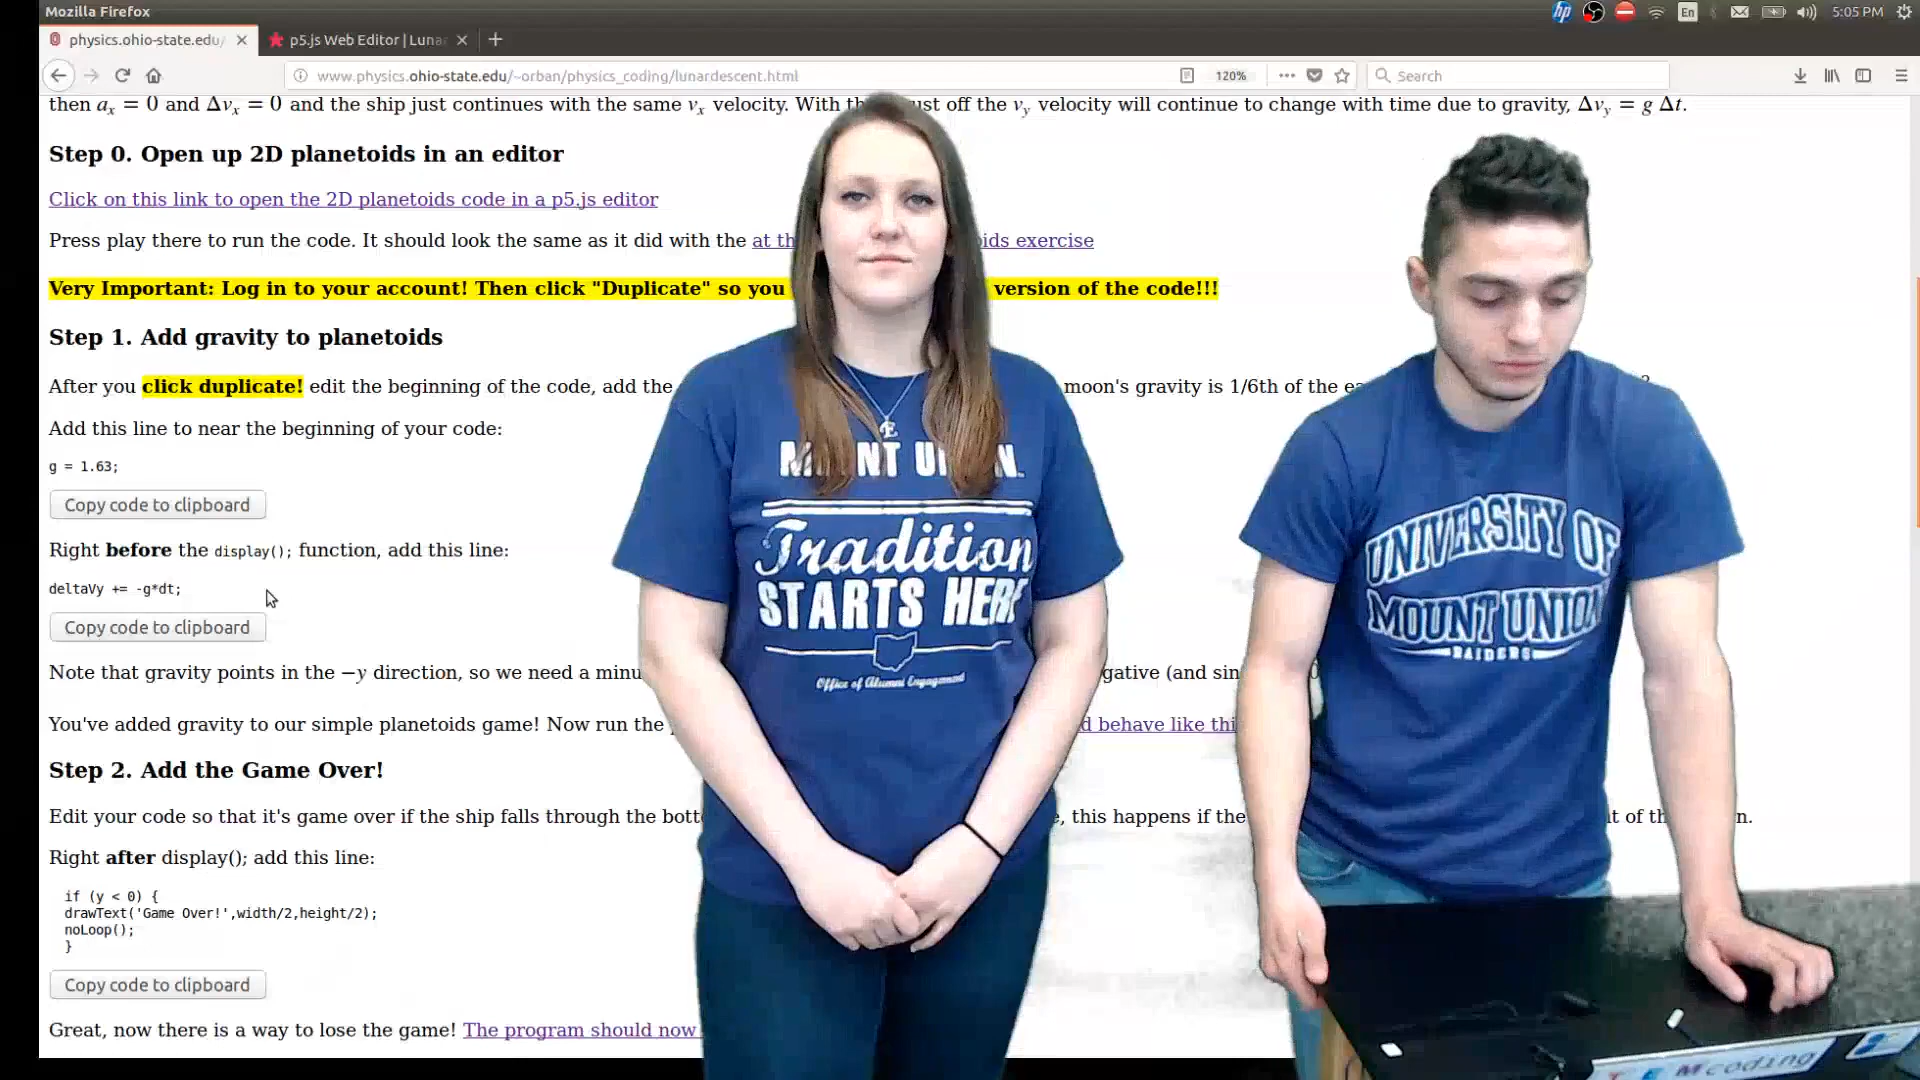 Mozilla Firefox
hp
En
5:05 PM
physics.ohio-state.edu/
p5.js Web Editor | Luna
www.physics.ohio-state.edu/~orban/physics_coding/lunardescent.html
120%
Search
then aₓ = 0 and Δvₓ = 0 and the ship just continues with the same vₓ velocity. With th ust off the v_y velocity will continue to change with time due to gravity, Δv_y = g Δt.
Step 0. Open up 2D planetoids in an editor
Click on this link to open the 2D planetoids code in a p5.js editor
Press play there to run the code. It should look the same as it did with the at th ids exercise
Very Important: Log in to your account! Then click "Duplicate" so you version of the code!!!
Step 1. Add gravity to planetoids
After you click duplicate! edit the beginning of the code, add the moon's gravity is 1/6th of the ea
Add this line to near the beginning of your code:
g = 1.63;
Copy code to clipboard
Right before the display(); function, add this line:
deltaVy += -g*dt;
Copy code to clipboard
Note that gravity points in the −y direction, so we need a minu gative (and sin
You've added gravity to our simple planetoids game! Now run the d behave like thi
Step 2. Add the Game Over!
Edit your code so that it's game over if the ship falls through the bott e, this happens if the t of th n.
Right after display(); add this line:
if (y < 0) {
drawText('Game Over!',width/2,height/2);
noLoop();
}
Copy code to clipboard
Great, now there is a way to lose the game! The program should now
MOUNT UNION
Tradition
STARTS HERE
Office of Alumni Engagement
UNIVERSITY OF
MOUNT UNION
RAIDERS
coding